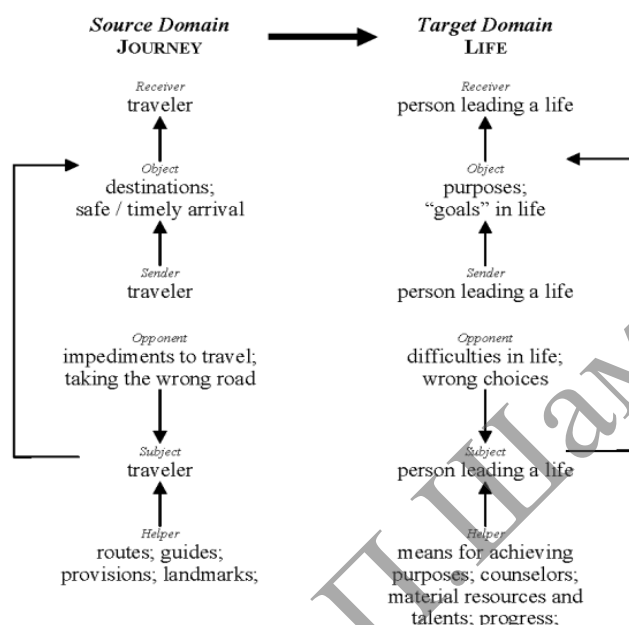 Source Domain
JOURNEY
Target Domain
LIFE
Receiver
traveler
Receiver
person leading a life
Object
destinations;
safe / timely arrival
Object
purposes;
“goals” in life
Sender
traveler
Sender
person leading a life
Opponent
impediments to travel;
taking the wrong road
Opponent
difficulties in life;
wrong choices
Subject
traveler
Subject
person leading a life
Helper
routes; guides;
provisions; landmarks;
Helper
means for achieving
purposes; counselors;
material resources and
talents; progress;
П.Шам